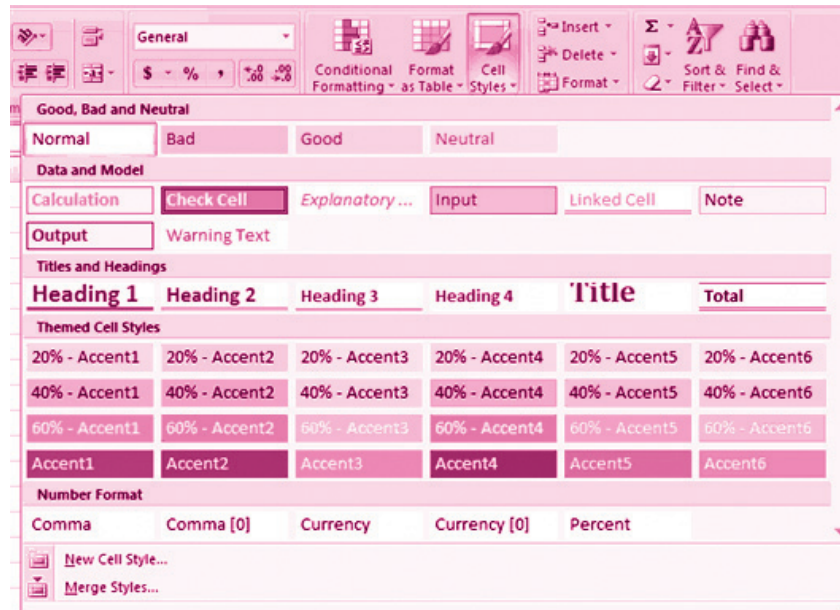 General Insert Σ
Delete
$ % , .00 .00 Conditional Format Cell Format Sort & Find &
Formatting as Table Styles Filter Select
Good, Bad and Neutral
Normal Bad Good Neutral
Data and Model
Calculation Check Cell Explanatory ... Input Linked Cell Note
Output Warning Text
Titles and Headings
Heading 1 Heading 2 Heading 3 Heading 4 Title Total
Themed Cell Styles
20% - Accent1 20% - Accent2 20% - Accent3 20% - Accent4 20% - Accent5 20% - Accent6
40% - Accent1 40% - Accent2 40% - Accent3 40% - Accent4 40% - Accent5 40% - Accent6
60% - Accent1 60% - Accent2 60% - Accent3 60% - Accent4 60% - Accent5 60% - Accent6
Accent1 Accent2 Accent3 Accent4 Accent5 Accent6
Number Format
Comma Comma [0] Currency Currency [0] Percent
New Cell Style...
Merge Styles...